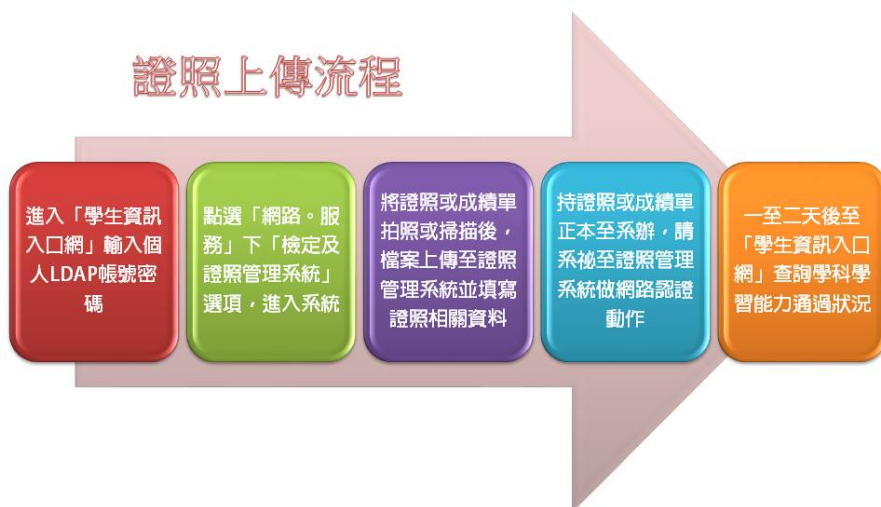 證照上傳流程
進入「學生資訊
入口網」輸入個
人LDAP帳號密
碼
點選「網路。服
務」下「檢定及
證照管理系統」
選項，進入系統
將證照或成績單
拍照或掃描後，
檔案上傳至證照
管理系統並填寫
證照相關資料
持證照或成績單
正本至系辦，請
系祕至證照管理
系統做網路認證
動作
一至二天後至
「學生資訊入口
網」查詢學科學
習能力通過狀況